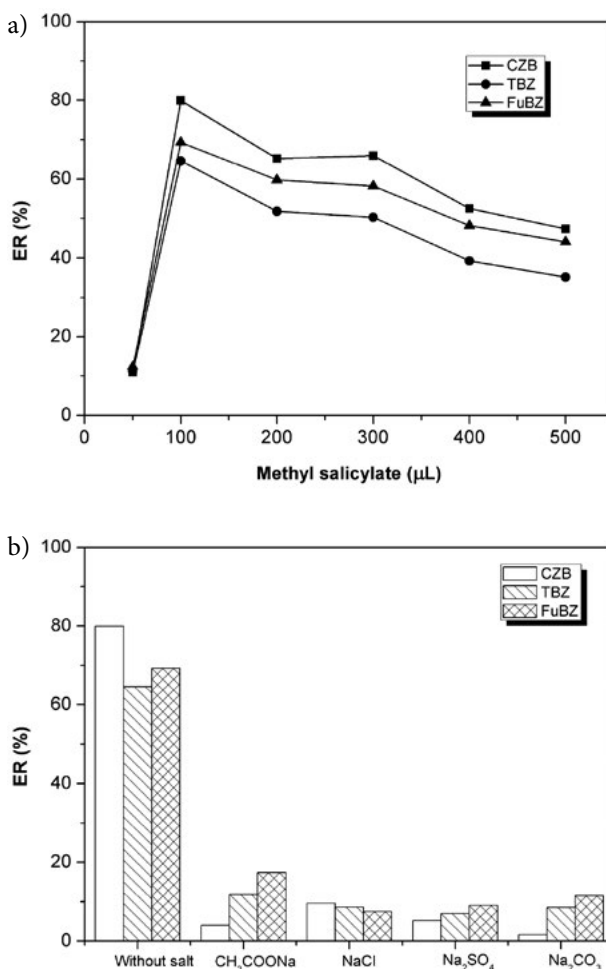 a)
100
80
60
40
20
0
ER (%)
CZB
TBZ
FuBZ
0 100 200 300 400 500
Methyl salicylate (µL)
b)
100
80
60
40
20
0
ER (%)
CZB
TBZ
FuBZ
Without salt CH₃COONa NaCl Na₂SO₄ Na₂CO₃